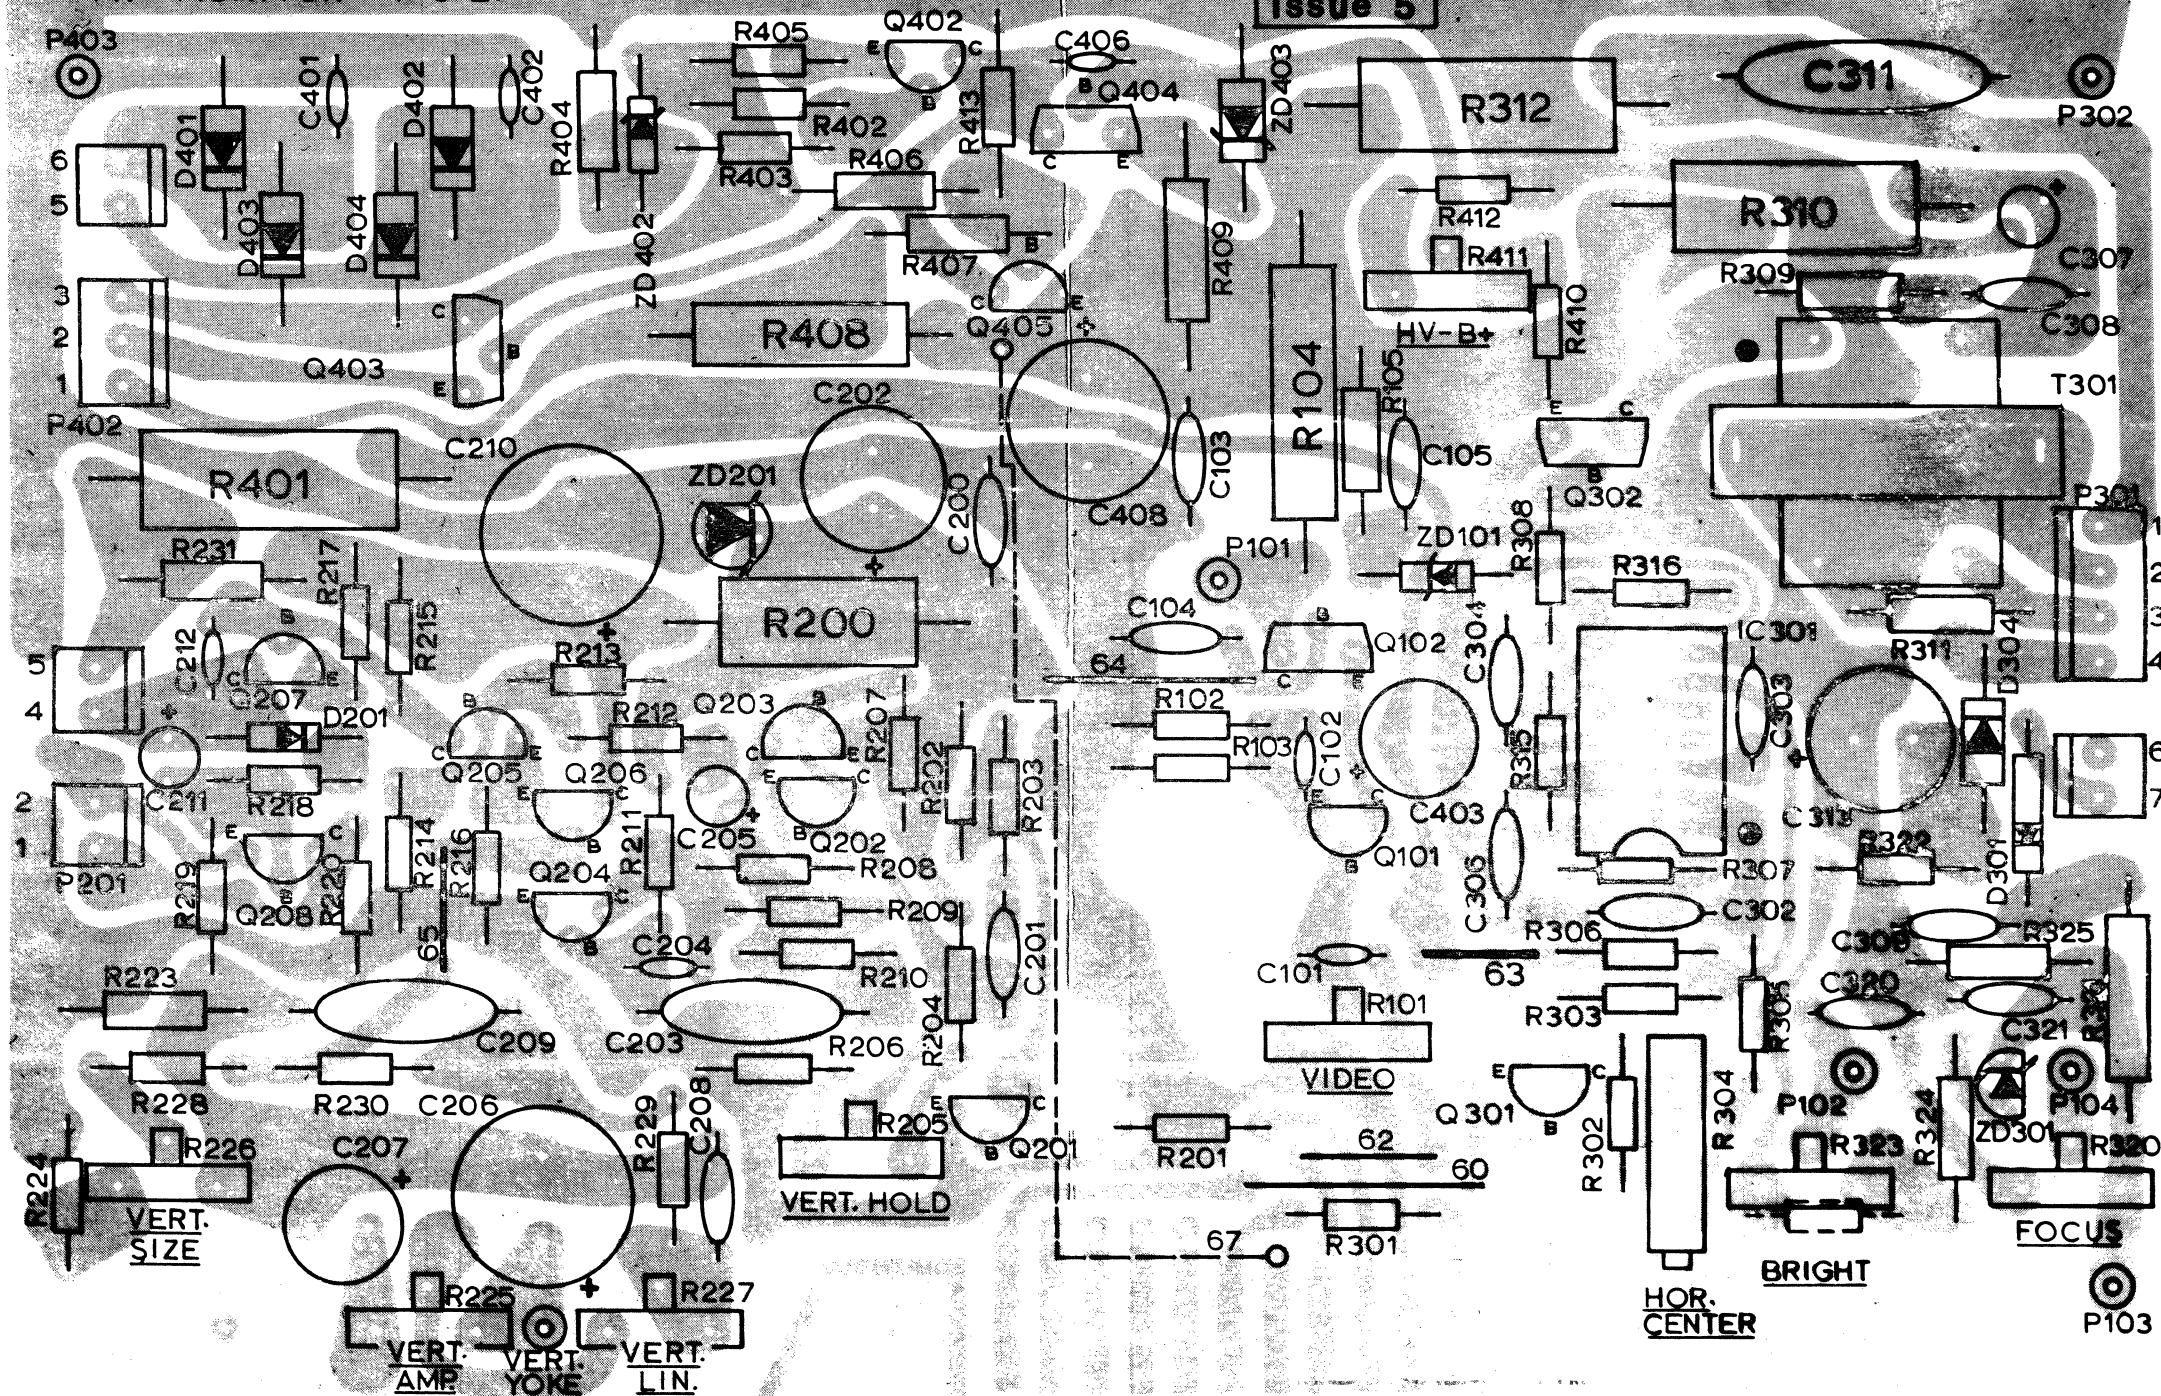 Issue 5
P403
R405
Q402
E
C
C406
ZD403
C311
C401
D402
C402
R404
B
R413
B
Q404
R312
P302
D401
R402
R403
R406
C
E
6
5
R412
R310
+
D403
D404
ZD402
R407
B
R409
R411
C307
R309
3
2
1
C
B
E
Q403
R408
C
E
Q405
+
HV-B+
R410
C308
P402
C202
R104
R105
T301
R401
C210
ZD201
C200
C408
C103
C105
E
C
B
Q302
P301
1
2
3
4
R231
R217
+
P101
ZD101
R308
R316
R215
B
R200
C104
B
Q102
C304
IC301
R311
D304
5
4
C212
C
E
Q207
R213
+
64
C
E
R102
C303
+
D201
B
Q203
R212
B
R207
R202
R203
R103
C102
+
R315
+
C313
6
7
C
E
Q205
Q206
C
E
E
C
C211
R218
E
C
B
R211
C205
+
B
Q202
E
C
C403
B
Q101
C305
D301
R322
2
1
P201
E
C
R219
B
Q208
R220
R214
R216
Q204
E
C
B
R208
R209
R307
C302
65
C204
R210
C201
C101
63
R306
C309
R325
R223
C209
C203
R206
R204
R101
VIDEO
R303
R305
C320
C321
R228
R230
C206
R229
C208
R205
VERT. HOLD
E
C
B
Q201
R201
62
60
E
C
B
Q301
R302
R304
P102
R324
ZD301
P104
R224
R226
VERT.
SIZE
C207
+
R301
67
R323
BRIGHT
R320
FOCUS
+
R225
R227
VERT.
AMP.
VERT.
YOKE
VERT.
LIN.
HOR.
CENTER
P103